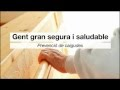 Gent gran segura i saludable
Prevenció de caigudes